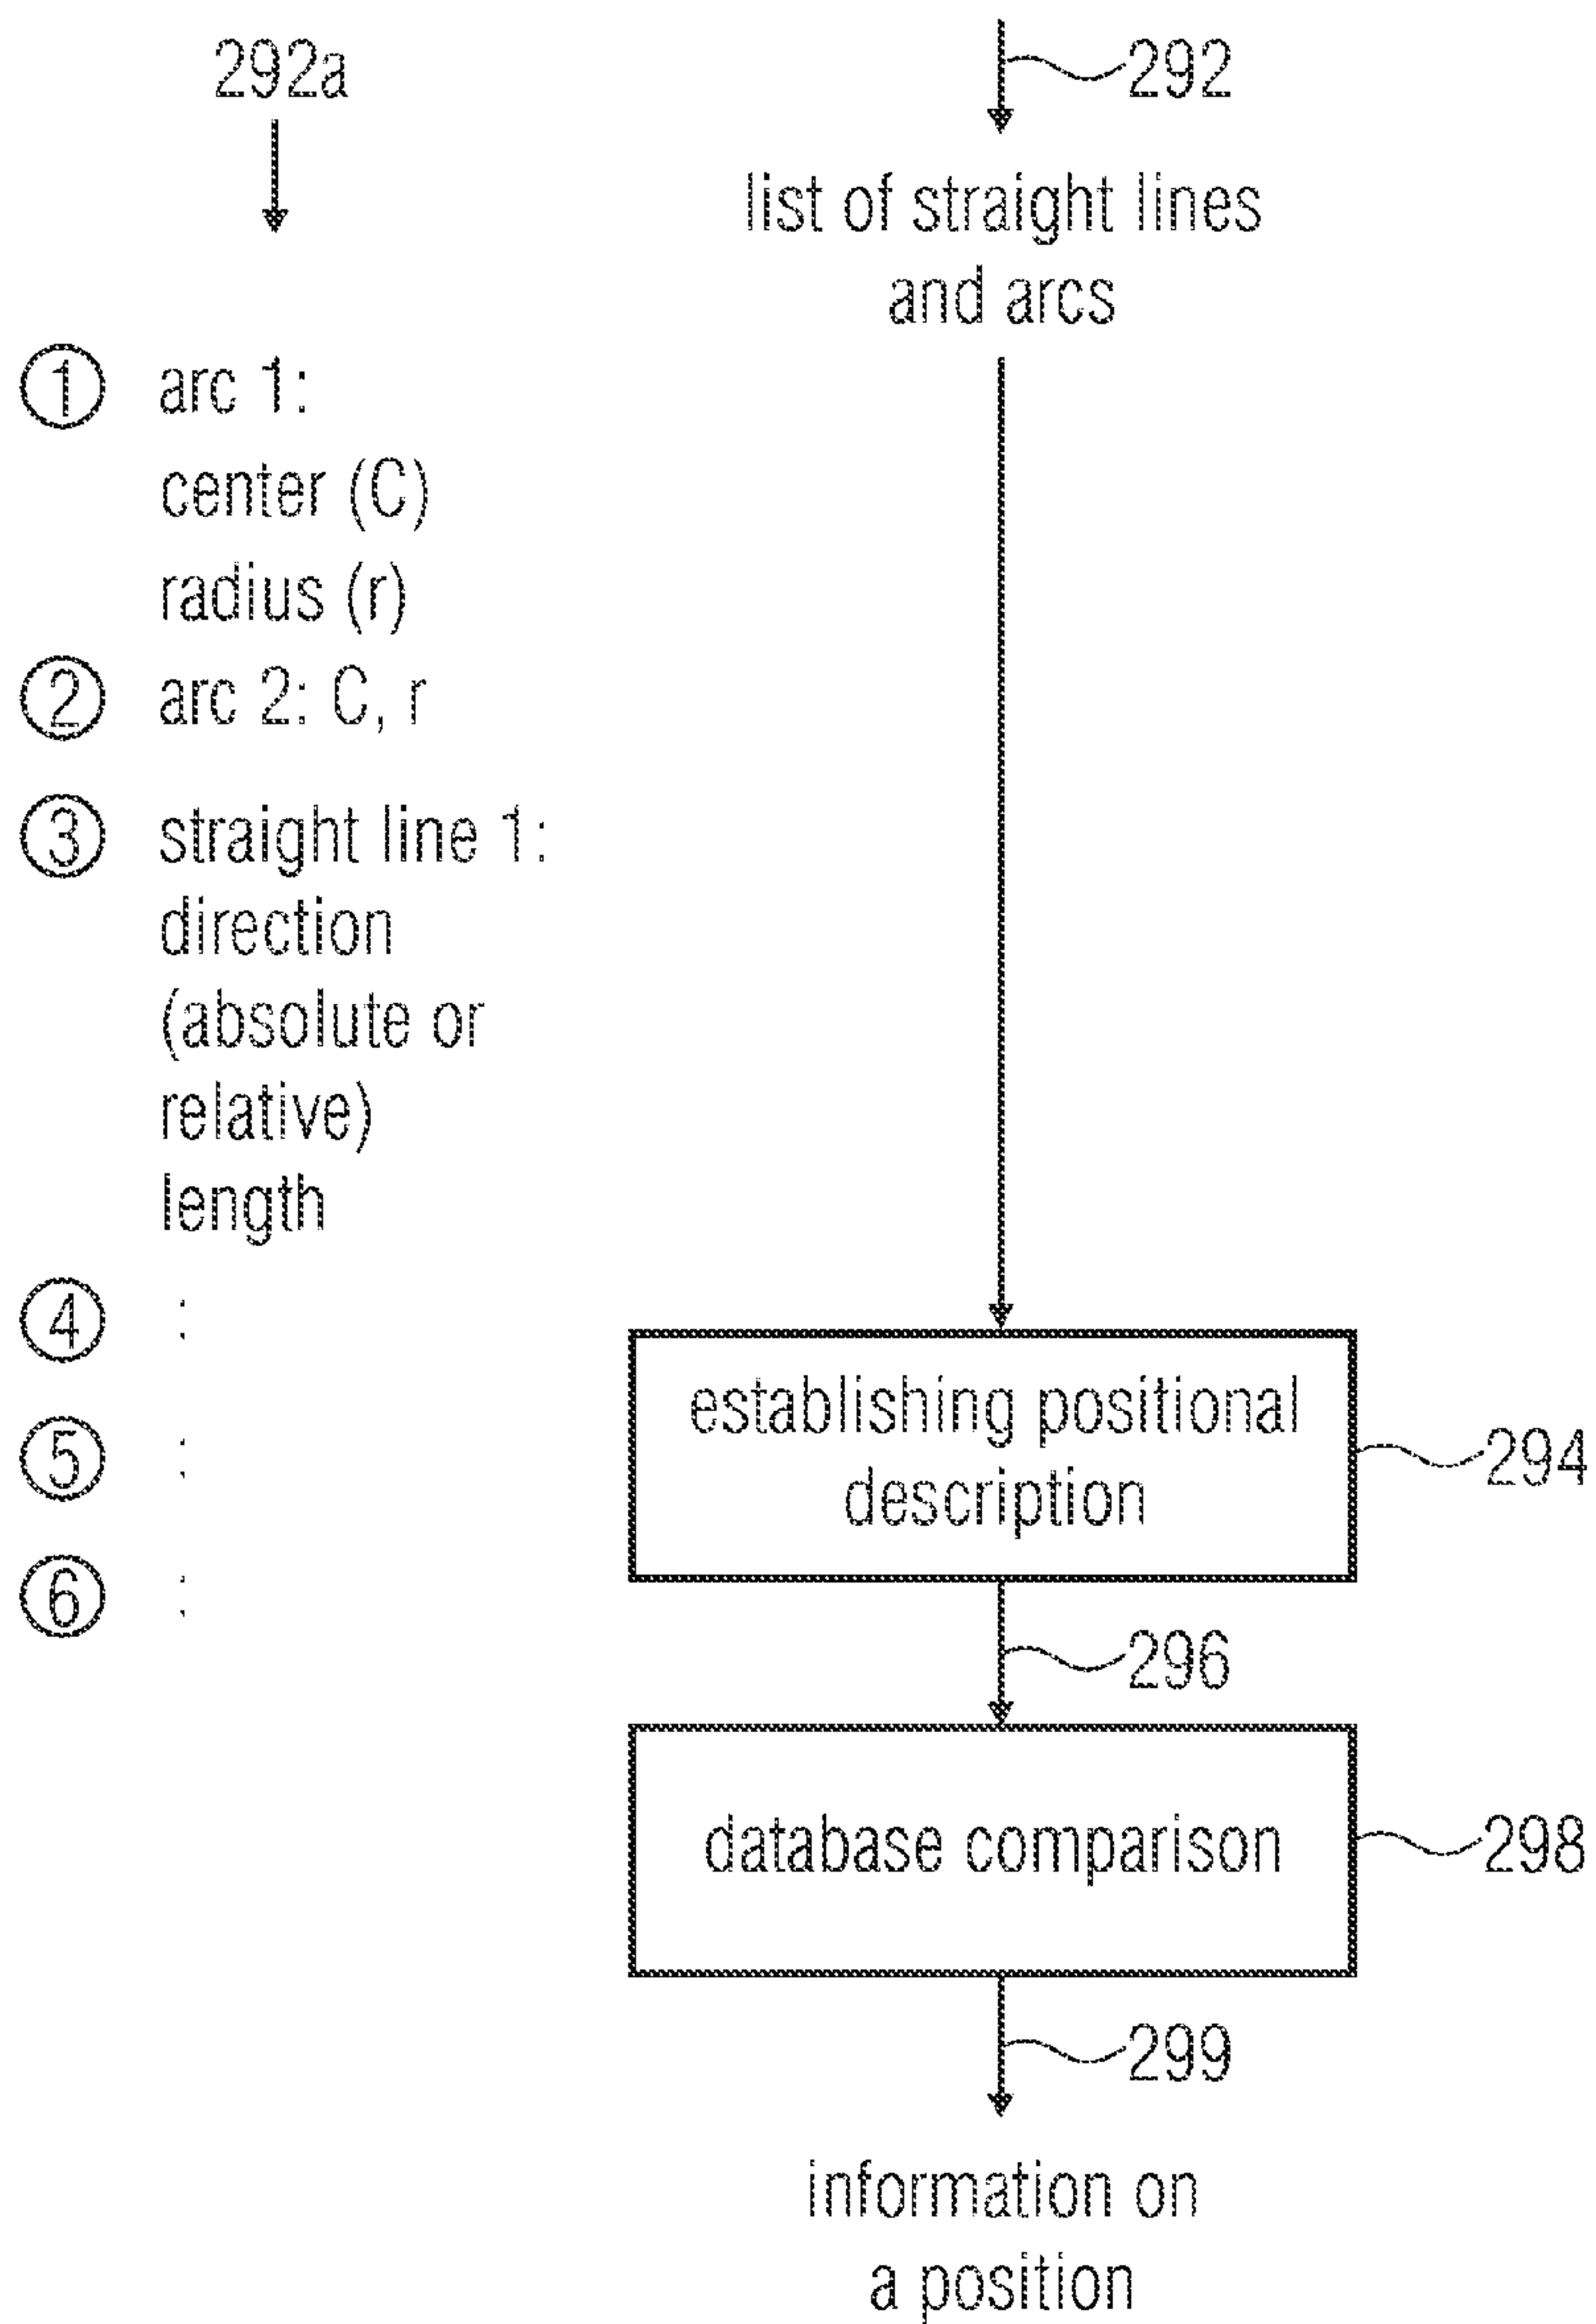 292a
① arc 1:
center (C)
radius (r)
② arc 2: C, r
③ straight line 1:
direction
(absolute or
relative)
length
④ :
⑤ :
⑥ :
292
list of straight lines
and arcs
establishing positional
description
294
296
database comparison
298
299
information on
a position